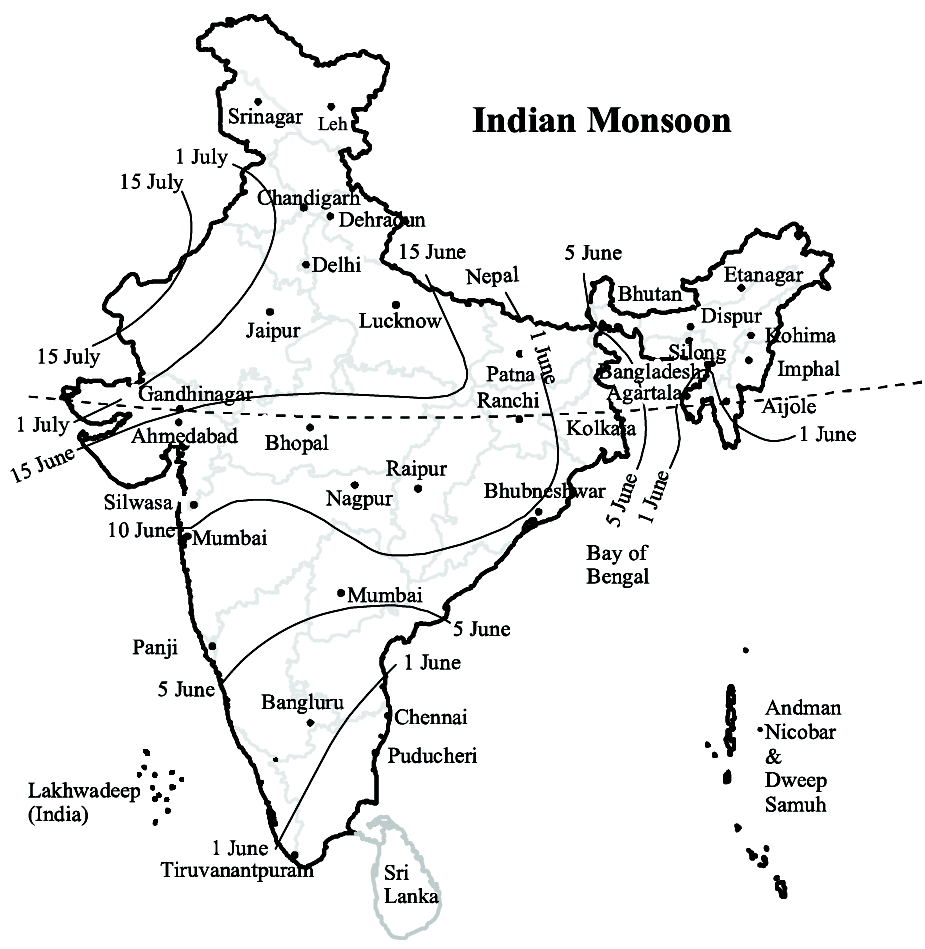 Indian Monsoon
Srinagar
Leh
1 July
15 July
Chandigarh
Dehradun
15 June
5 June
Nepal
Delhi
Etanagar
Bhutan
Dispur
Jaipur
Lucknow
Kohima
1 June
Silong
15 July
Patna
Bangladesh
Imphal
Gandhinagar
Ranchi
Agartala
Aijole
1 July
Ahmedabad
Bhopal
Kolkata
1 June
15 June
Raipur
Nagpur
Bhubneshwar
5 June
1 June
Silwasa
10 June
Mumbai
Bay of
Bengal
Mumbai
5 June
Panji
1 June
5 June
Bangluru
Chennai
Andman
Nicobar
&
Dweep
Samuh
Puducheri
Lakhwadeep
(India)
1 June
Tiruvanantpuram
Sri
Lanka